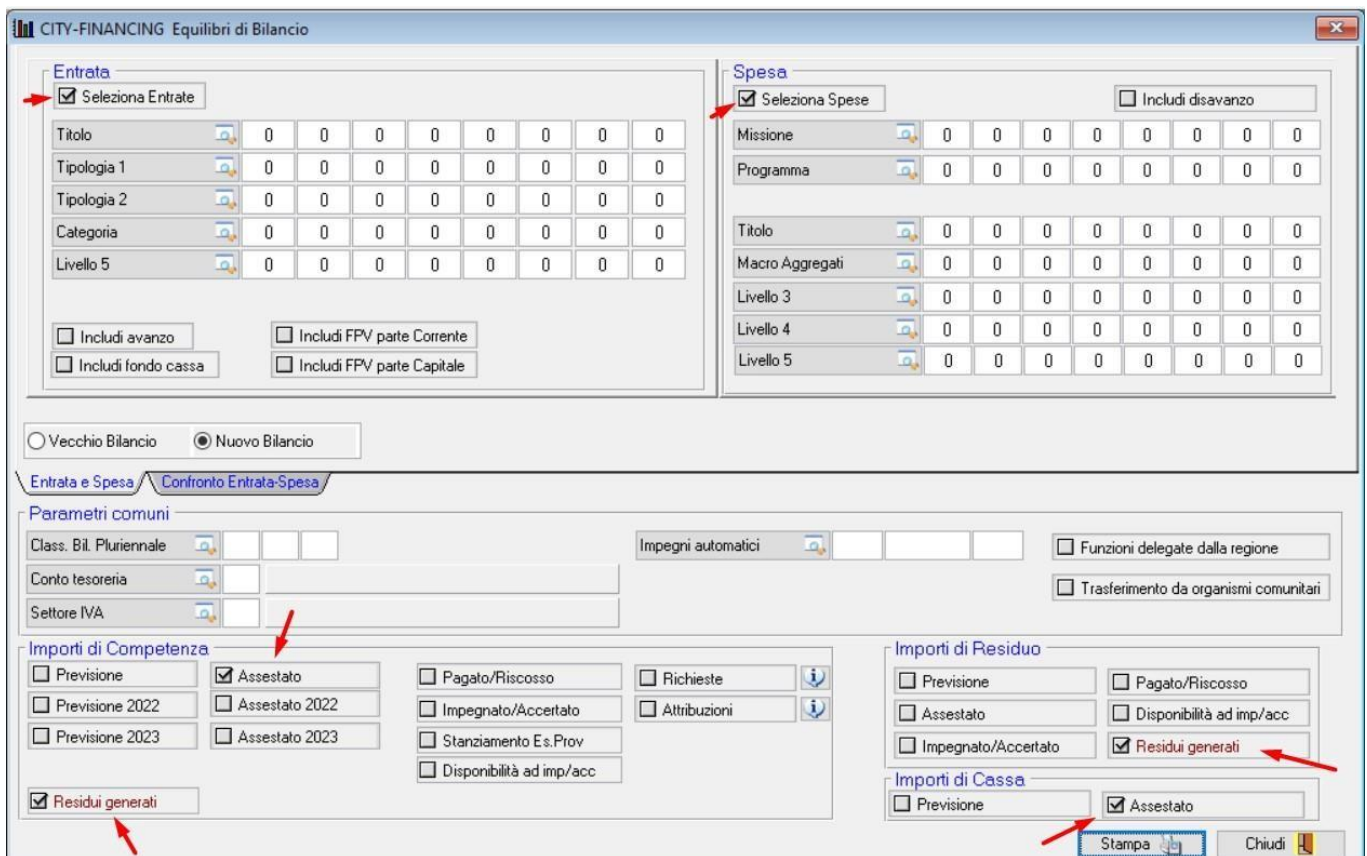 CITY-FINANCING Equilibri di Bilancio
Entrata
Seleziona Entrate
Titolo 0 0 0 0 0 0 0 0
Tipologia 1 0 0 0 0 0 0 0 0
Tipologia 2 0 0 0 0 0 0 0 0
Categoria 0 0 0 0 0 0 0 0
Livello 5 0 0 0 0 0 0 0 0
Includi avanzo Includi FPV parte Corrente
Includi fondo cassa Includi FPV parte Capitale
Spesa
Seleziona Spese Includi disavanzo
Missione 0 0 0 0 0 0 0 0
Programma 0 0 0 0 0 0 0 0
Titolo 0 0 0 0 0 0 0 0
Macro Aggregati 0 0 0 0 0 0 0 0
Livello 3 0 0 0 0 0 0 0 0
Livello 4 0 0 0 0 0 0 0 0
Livello 5 0 0 0 0 0 0 0 0
Vecchio Bilancio Nuovo Bilancio
Entrata e Spesa Confronto Entrata-Spesa
Parametri comuni
Class. Bil. Pluriennale Impegni automatici Funzioni delegate dalla regione
Conto tesoreria Trasferimento da organismi comunitari
Settore IVA
Importi di Competenza
Previsione Assestato Pagato/Riscosso Richieste
Previsione 2022 Assestato 2022 Impegnato/Accertato Attribuzioni
Previsione 2023 Assestato 2023 Stanziamento Es.Prov
Disponibilità ad imp/acc
Residui generati
Importi di Residuo
Previsione Pagato/Riscosso
Assestato Disponibilità ad imp/acc
Impegnato/Accertato Residui generati
Importi di Cassa
Previsione Assestato
Stampa Chiudi